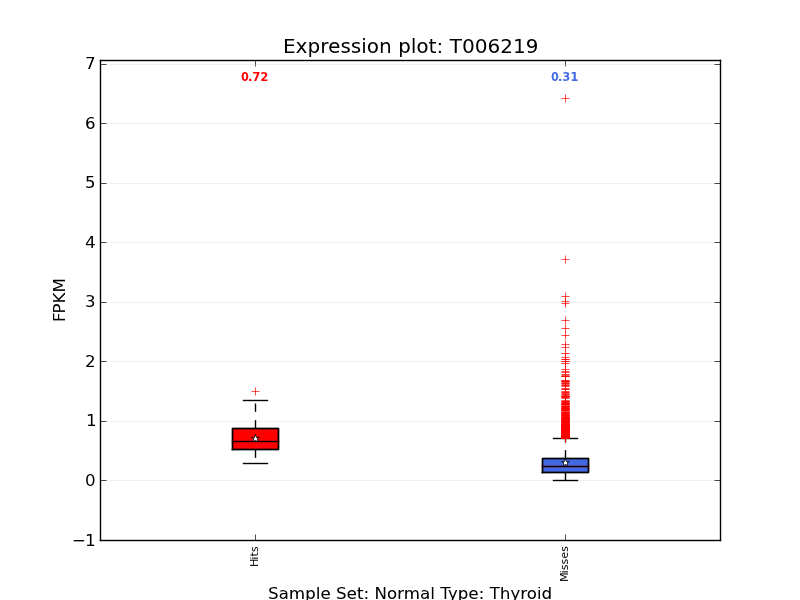 Expression plot: T006219
0.72
0.31
7
6
5
4
3
2
1
0
−1
FPKM
Hits
Misses
Sample Set: Normal Type: Thyroid